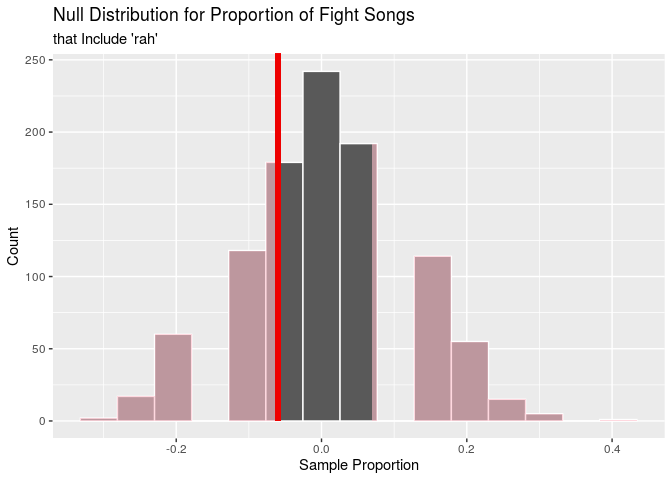 Null Distribution for Proportion of Fight Songs
that Include 'rah'
250
200
150
100
50
0
Count
-0.2 0.0 0.2 0.4
Sample Proportion